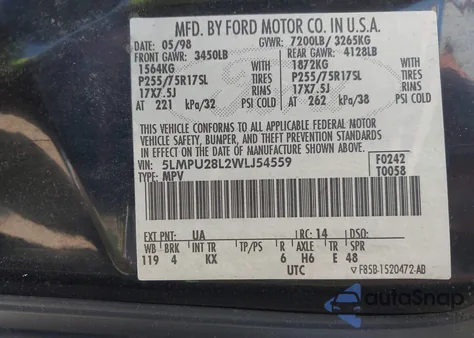 MFD. BY FORD MOTOR CO. IN U.S.A.
DATE: 05/98 GVWR: 7200LB/ 3265KG
FRONT GAWR: 3450LB REAR GAWR: 4128LB
1564KG WITH 1872KG WITH
P255/75R17SL TIRES P255/75R17SL TIRES
17X7.5J RIMS 17X7.5J RIMS
AT 221 kPa/32 PSI COLD AT 262 kPa/38 PSI COLD
THIS VEHICLE CONFORMS TO ALL APPLICABLE FEDERAL MOTOR
VEHICLE SAFETY, BUMPER, AND THEFT PREVENTION STANDARDS
IN EFFECT ON THE DATE OF MANUFACTURE SHOWN ABOVE.
VIN: 5LMPU28L2WLJ54559 F0242
TYPE: MPV T0058
EXT PNT: UA RC: 14 DSO:
WB BRK INT TR TP/PS R AXLE TR SPR
119 4 KX 6 H6 E 48
UTC F85B-1520472-AB
autoSnap